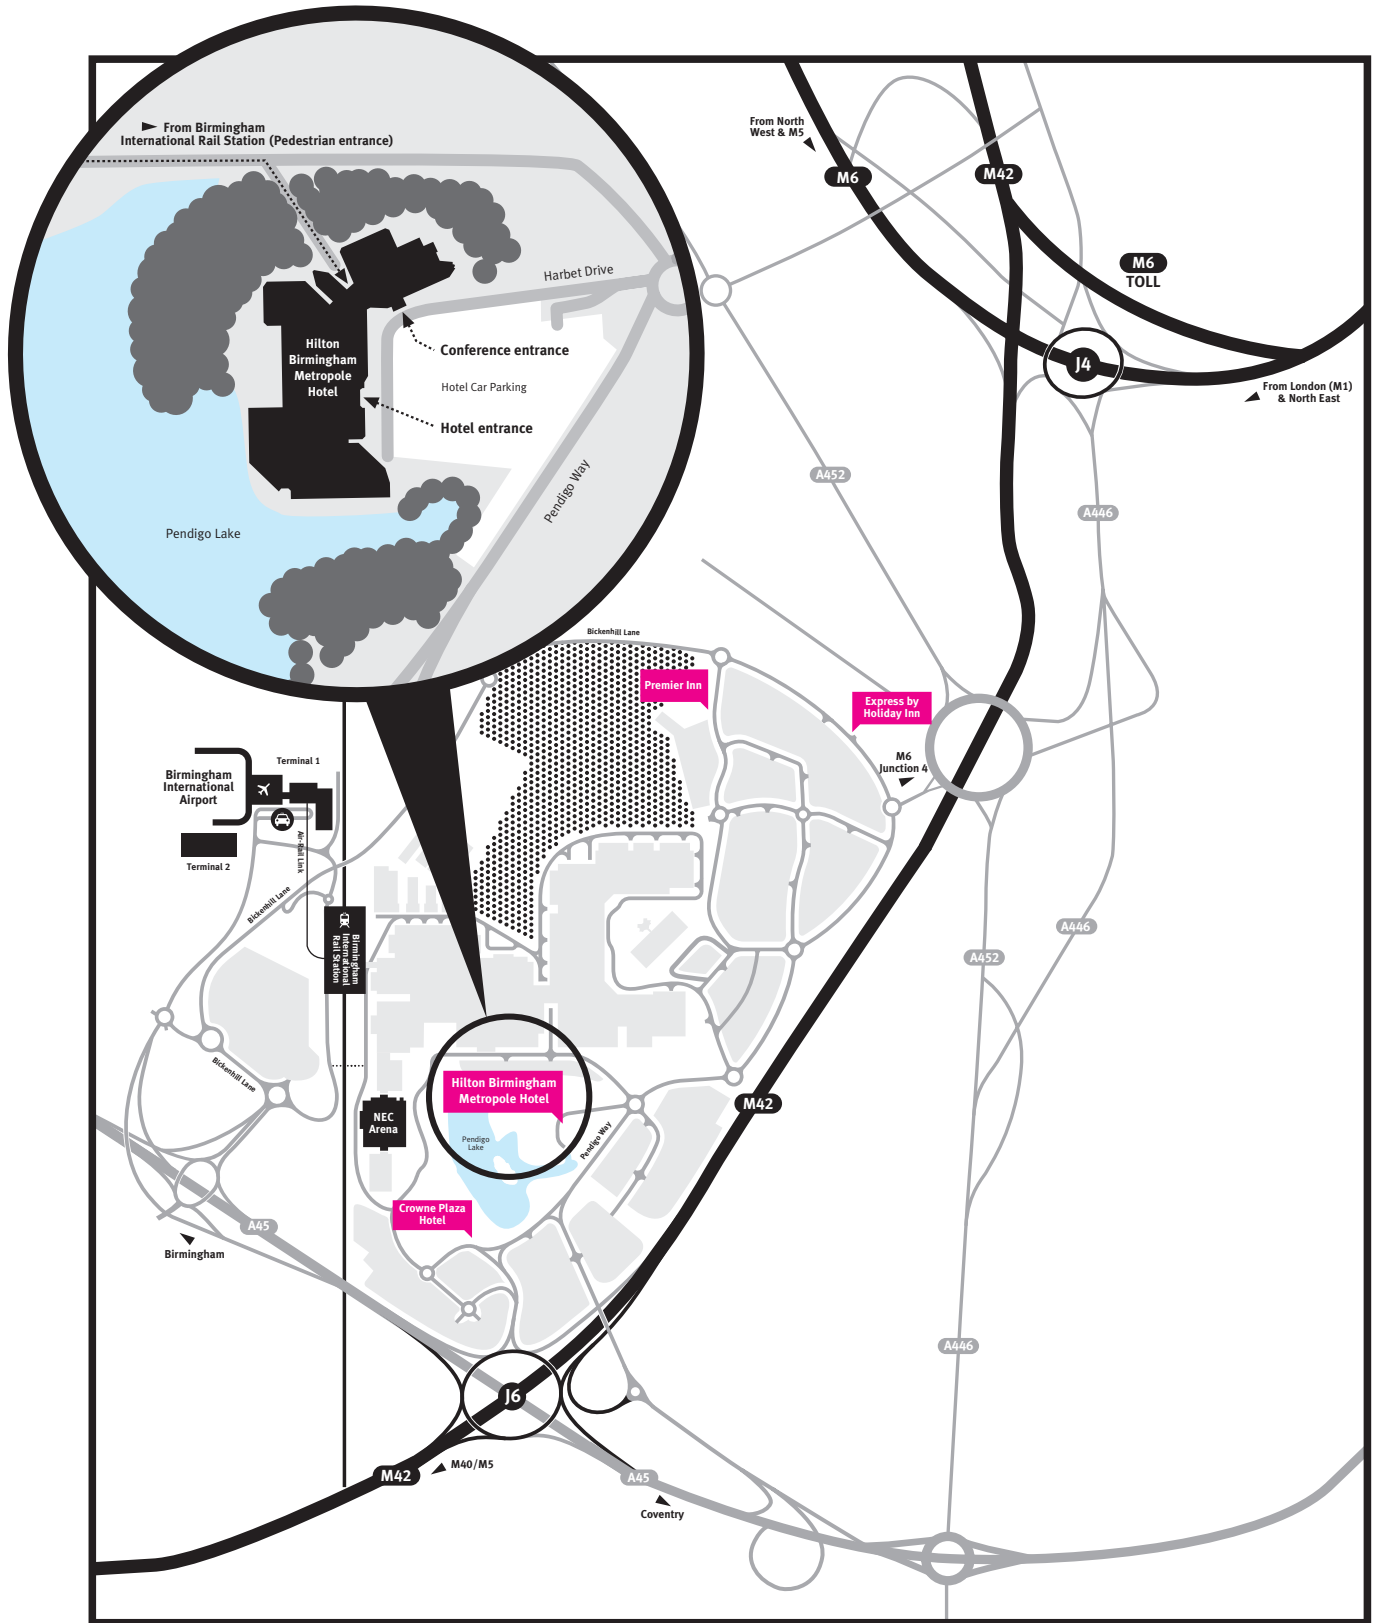 From Birmingham
International Rail Station (Pedestrian entrance)
Harbet Drive
Hilton
Birmingham
Metropole
Hotel
Conference entrance
Hotel Car Parking
Hotel entrance
Pendigo Way
Pendigo Lake
From North
West & M5
M6
M42
M6
TOLL
J4
From London (M1)
& North East
A452
A446
Bickenhill Lane
Premier Inn
Express by
Holiday Inn
M6
Junction 4
Terminal 1
Birmingham
International
Airport
Terminal 2
Air-Rail Link
Bickenhill Lane
Birmingham
International
Rail Station
A446
A452
Bickenhill Lane
Hilton Birmingham
Metropole Hotel
M42
NEC
Arena
Pendigo
Lake
Pendigo Way
Crowne Plaza
Hotel
A45
Birmingham
A446
J6
M40/M5
M42
A45
Coventry